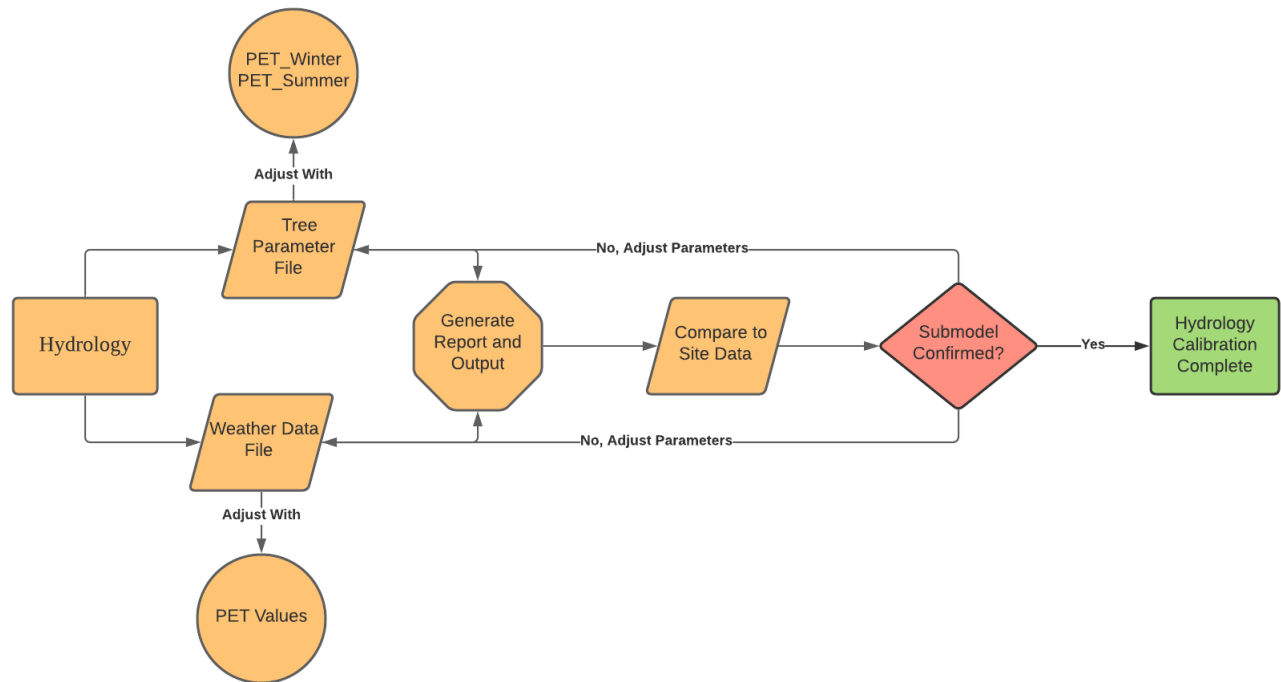 PET_Winter
PET_Summer
Adjust With
Tree
Parameter
File
No, Adjust Parameters
Hydrology
Generate
Report and
Output
Compare to
Site Data
Submodel
Confirmed?
Yes
Hydrology
Calibration
Complete
Weather Data
File
No, Adjust Parameters
Adjust With
PET Values